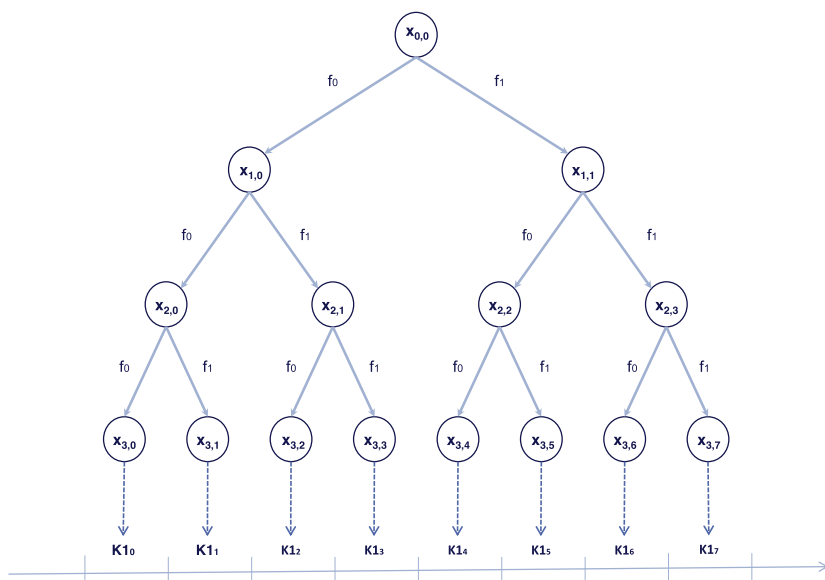 x0,0
f0 f1
x1,0 x1,1
f0 f1 f0 f1
x2,0 x2,1 x2,2 x2,3
f0 f1 f0 f1 f0 f1 f0 f1
x3,0 x3,1 x3,2 x3,3 x3,4 x3,5 x3,6 x3,7
K10 K11 K12 K13 K14 K15 K16 K17